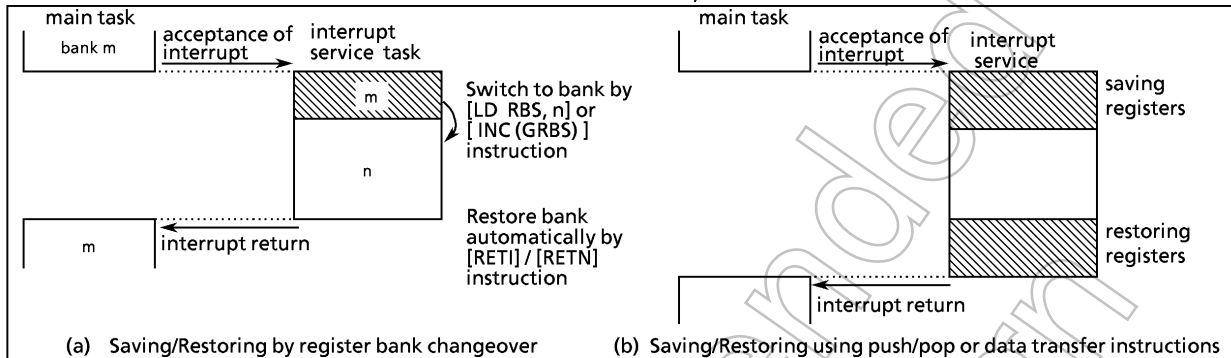 main task
bank m
acceptance of
interrupt
interrupt
service task
m
Switch to bank by
[LD RBS, n] or
[ INC (GRBS) ]
instruction
n
Restore bank
automatically by
[RETI] / [RETN]
instruction
m
interrupt return
(a) Saving/Restoring by register bank changeover
main task
acceptance of
interrupt
interrupt
service
saving
registers
restoring
registers
interrupt return
(b) Saving/Restoring using push/pop or data transfer instructions